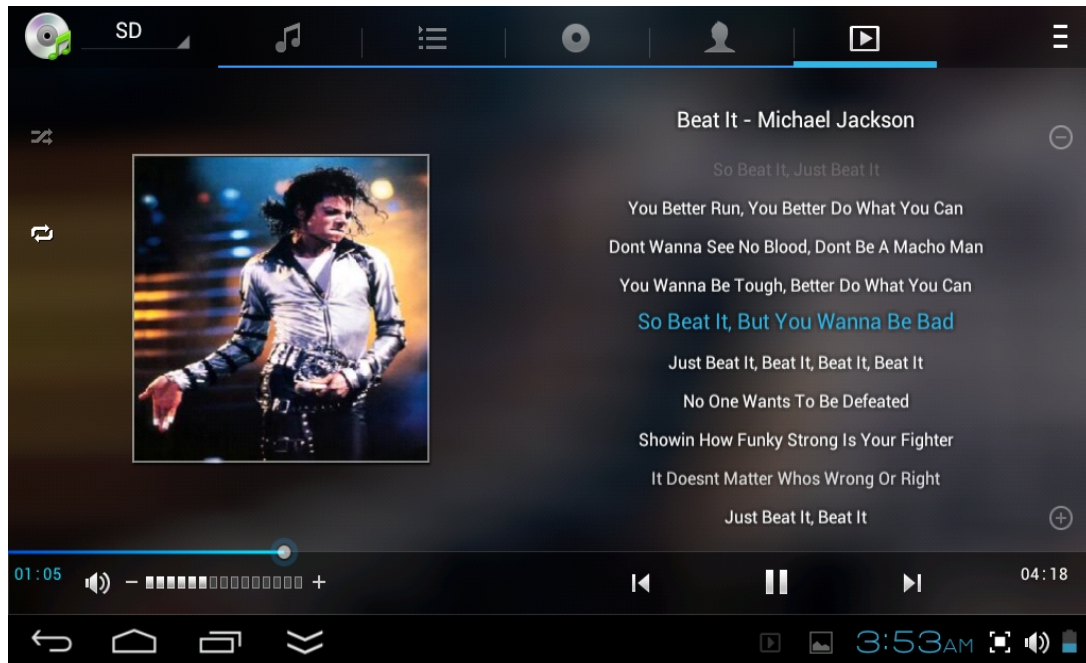 SD
Beat It - Michael Jackson
So Beat It, Just Beat It
You Better Run, You Better Do What You Can
Dont Wanna See No Blood, Dont Be A Macho Man
You Wanna Be Tough, Better Do What You Can
So Beat It, But You Wanna Be Bad
Just Beat It, Beat It, Beat It, Beat It
No One Wants To Be Defeated
Showin How Funky Strong Is Your Fighter
It Doesnt Matter Whos Wrong Or Right
Just Beat It, Beat It
01:05
04:18
3:53AM